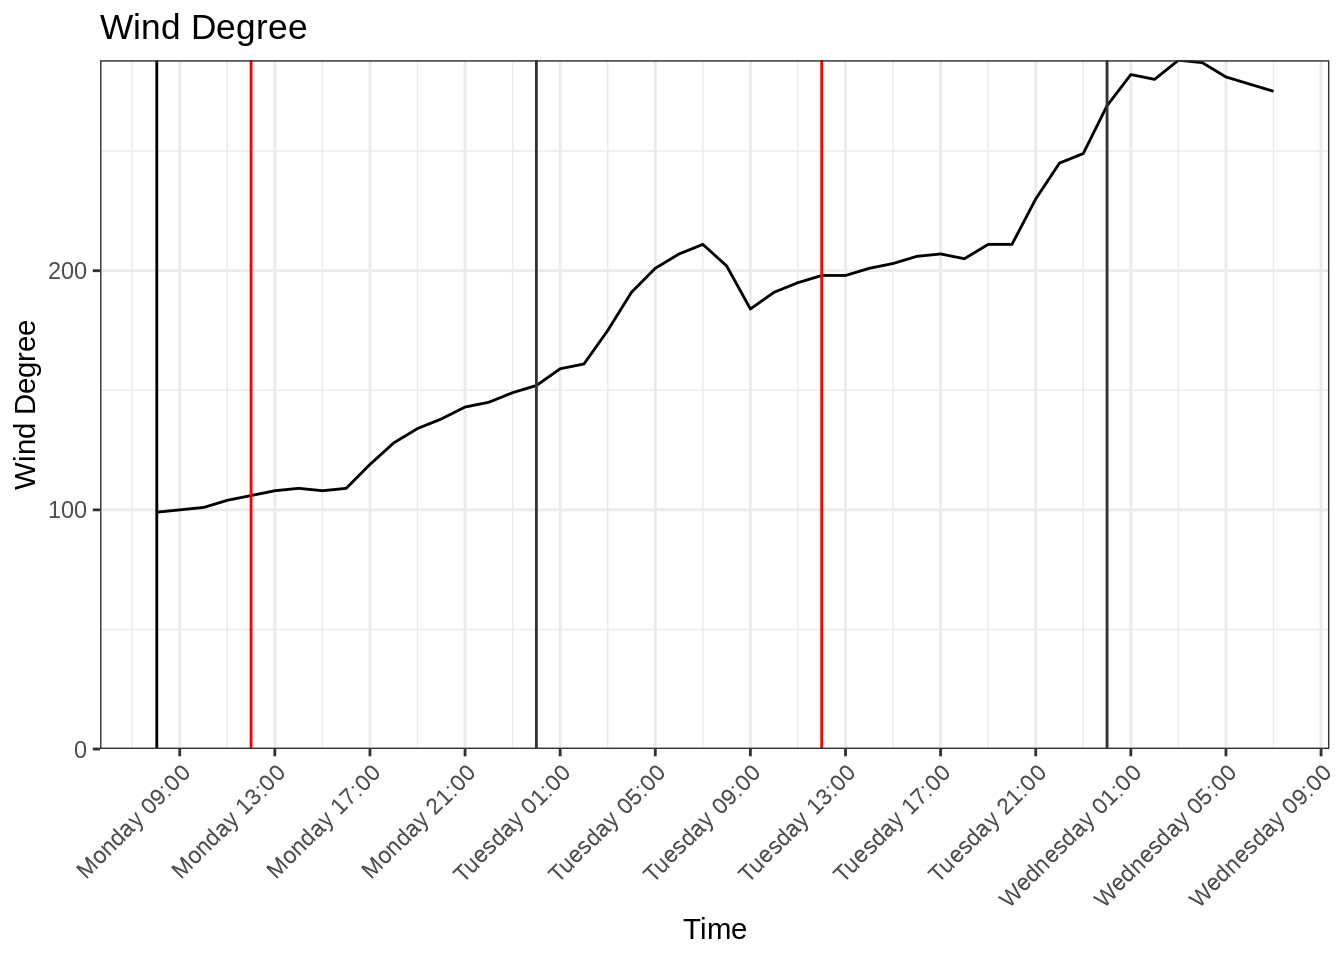 Wind Degree
Wind Degree
200
100
0
Monday 09:00
Monday 13:00
Monday 17:00
Monday 21:00
Tuesday 01:00
Tuesday 05:00
Tuesday 09:00
Tuesday 13:00
Tuesday 17:00
Tuesday 21:00
Wednesday 01:00
Wednesday 05:00
Wednesday 09:00
Time